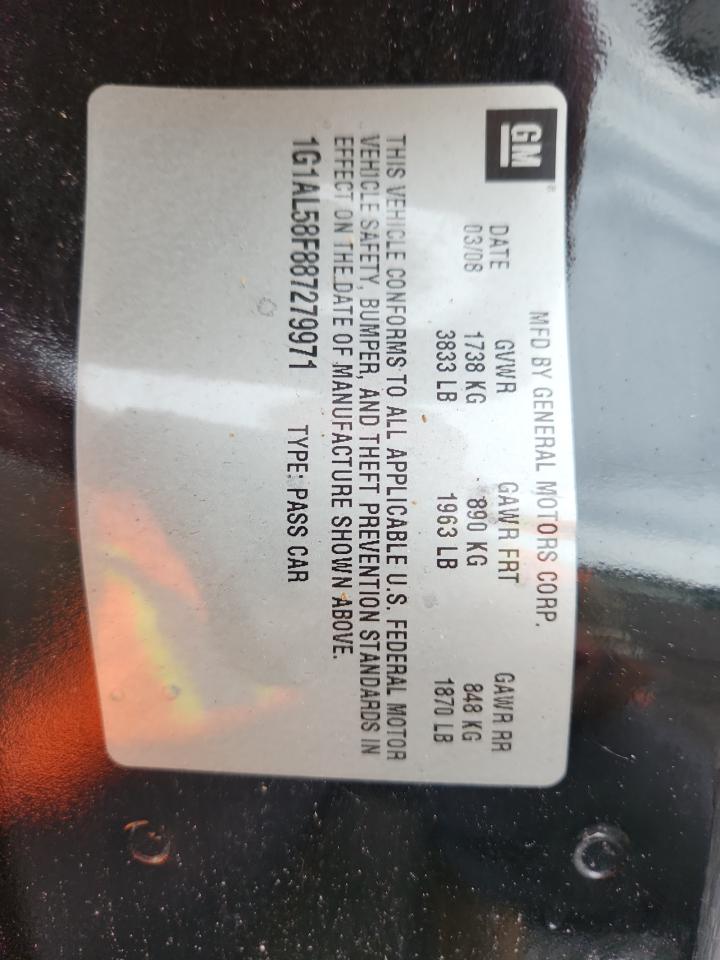 GM®
MFD BY GENERAL MOTORS CORP.
DATE GVWR GAWR FRT GAWR RR
03/08 1738 KG 890 KG 848 KG
3833 LB 1963 LB 1870 LB
THIS VEHICLE CONFORMS TO ALL APPLICABLE U.S. FEDERAL MOTOR
VEHICLE SAFETY, BUMPER, AND THEFT PREVENTION STANDARDS IN
EFFECT ON THE DATE OF MANUFACTURE SHOWN ABOVE.
1G1AL58F887279971 TYPE: PASS CAR